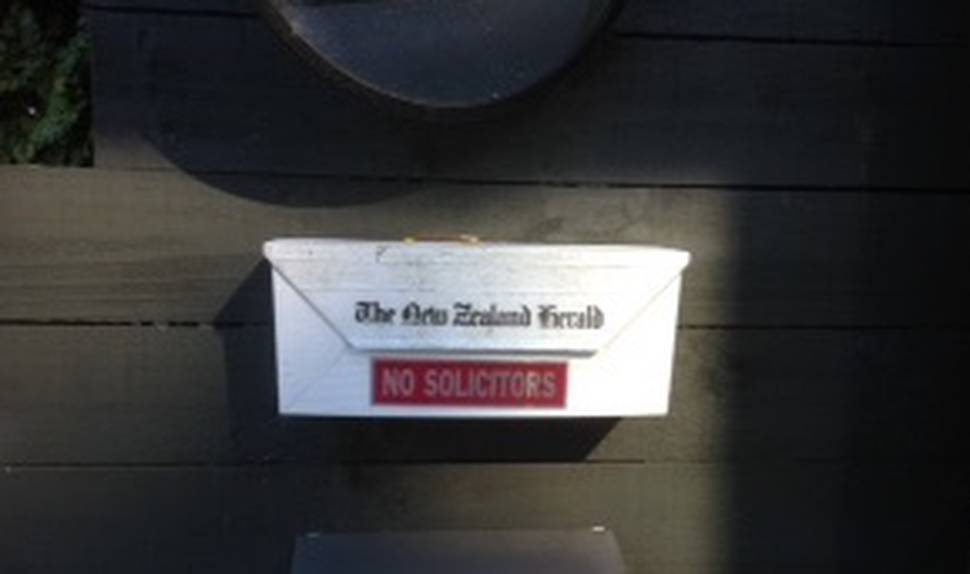 The New Zealand Herald
NO SOLICITORS